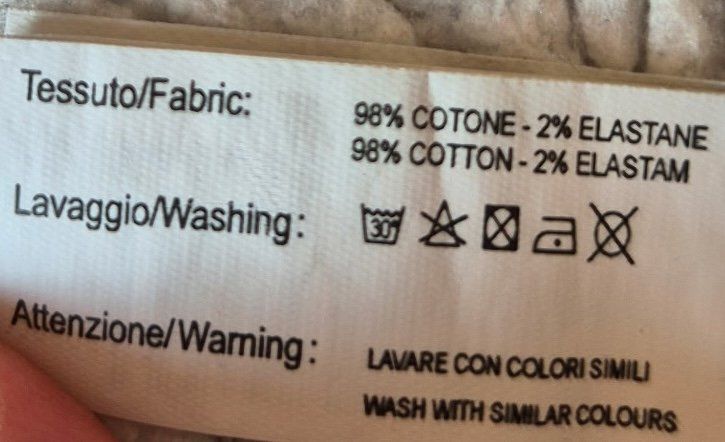 Tessuto/Fabric:
98% COTONE - 2% ELASTANE
98% COTTON - 2% ELASTAM
Lavaggio/Washing:
30°
Attenzione/Warning:
LAVARE CON COLORI SIMILI
WASH WITH SIMILAR COLOURS